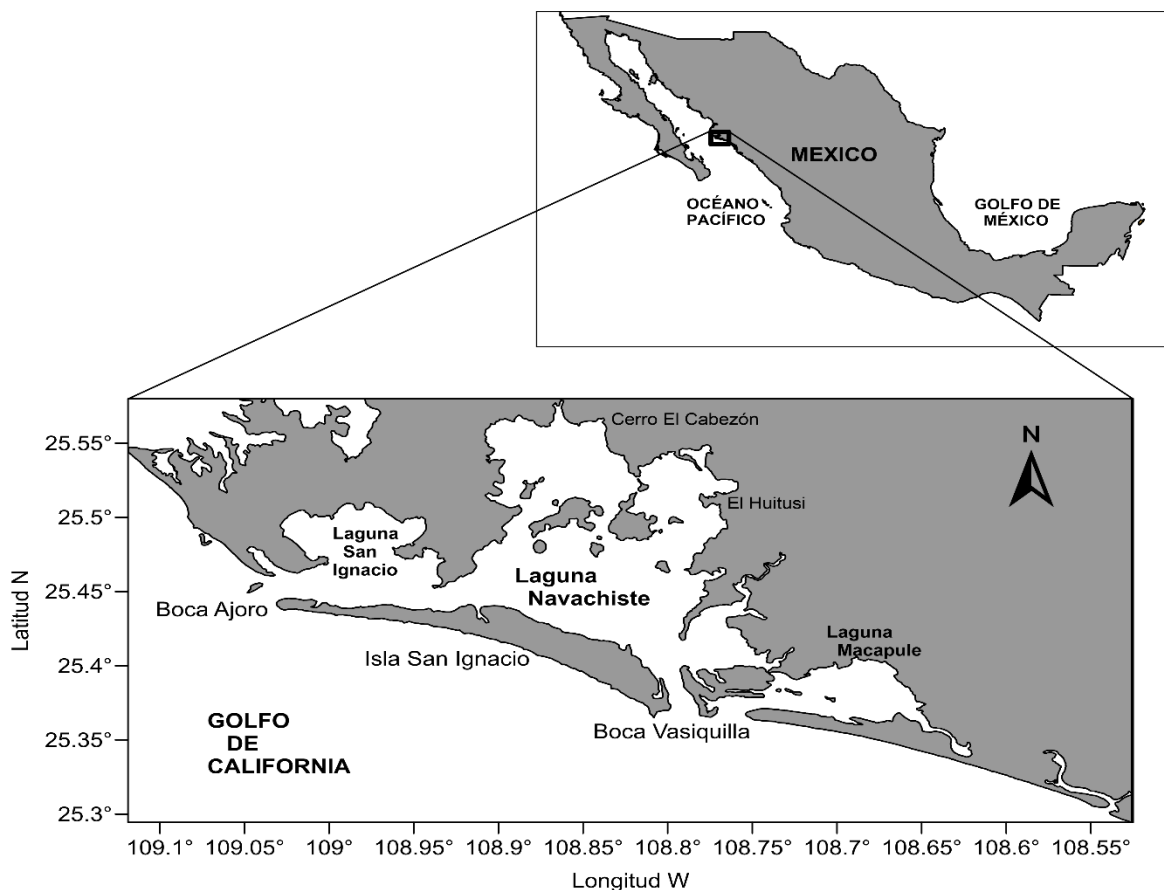 MEXICO
OCÉANO
PACÍFICO
GOLFO DE
MÉXICO
Cerro El Cabezón
25.55°
N
El Huitusi
25.5°
Laguna
San
Ignacio
Laguna
Navachiste
25.45°
Latitud N
Boca Ajoro
Laguna
Macapule
Isla San Ignacio
25.4°
Boca Vasiquilla
GOLFO
DE
CALIFORNIA
25.35°
25.3°
109.1° 109.05° 109° 108.95° 108.9° 108.85° 108.8° 108.75° 108.7° 108.65° 108.6° 108.55°
Longitud W